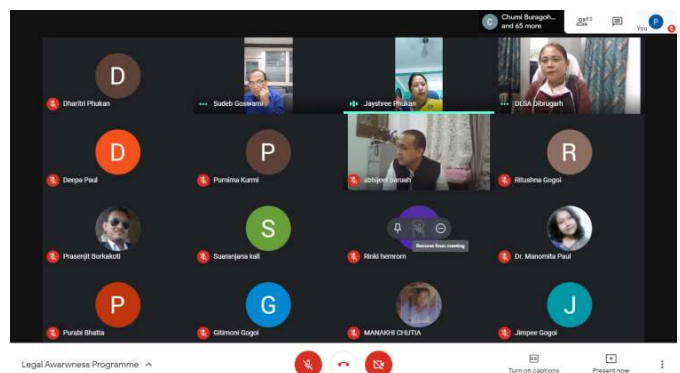 C
Chumi Buragoh...
and 65 more
You
P
D
Dharitri Phukan
Sudeb Goswami
Jayshree Phukan
DLSA Dibrugarh
D
Deepa Paul
P
Purnima Kurmi
abhijeet baruah
R
Ritushna Gogoi
Prasenjit Borkakoti
S
Suaranjana kali
Rinki hemrom
Remove from meeting
Dr. Manomita Paul
P
Purabi Bhatta
G
Gitimoni Gogoi
MANAKHI CHUTIA
J
Jimpee Gogoi
Legal Awarwness Programme
Turn on captions
Present now